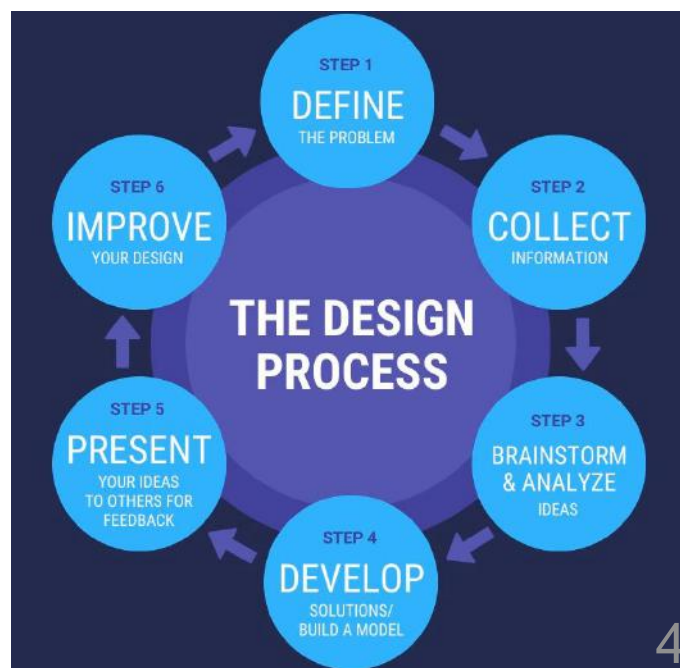 STEP 1
DEFINE
THE PROBLEM
STEP 2
COLLECT
INFORMATION
STEP 3
BRAINSTORM
& ANALYZE
IDEAS
STEP 4
DEVELOP
SOLUTIONS/
BUILD A MODEL
STEP 5
PRESENT
YOUR IDEAS
TO OTHERS FOR
FEEDBACK
STEP 6
IMPROVE
YOUR DESIGN
THE DESIGN
PROCESS
4